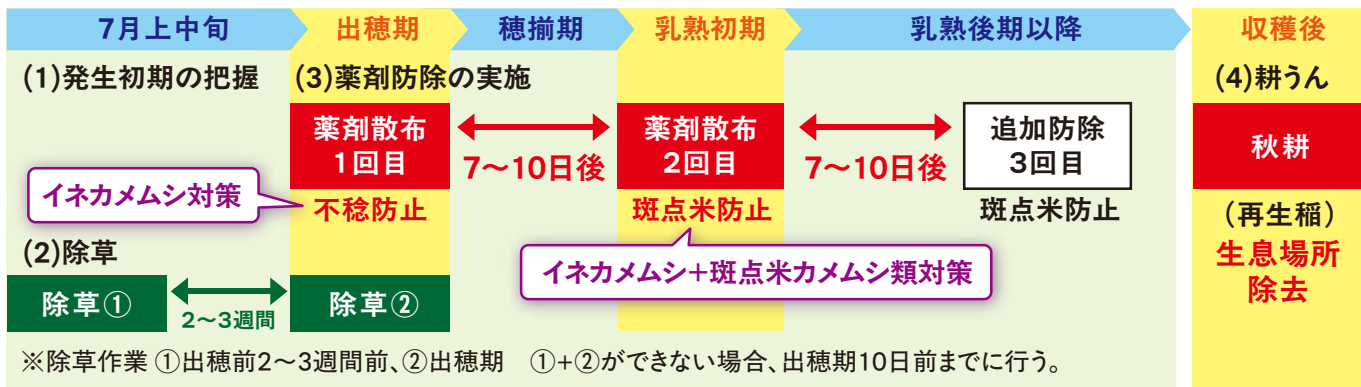 7月上中旬
出穂期
穂揃期
乳熟初期
乳熟後期以降
収穫後
(1)発生初期の把握
(3)薬剤防除の実施
(4)耕うん
薬剤散布
1回目
7〜10日後
薬剤散布
2回目
7〜10日後
追加防除
3回目
秋耕
イネカメムシ対策
不稔防止
斑点米防止
斑点米防止
(再生稲)
生息場所
除去
イネカメムシ+斑点米カメムシ類対策
(2)除草
除草①
2〜3週間
除草②
※除草作業 ①出穂前2〜3週間前、②出穂期　①+②ができない場合、出穂期10日前までに行う。